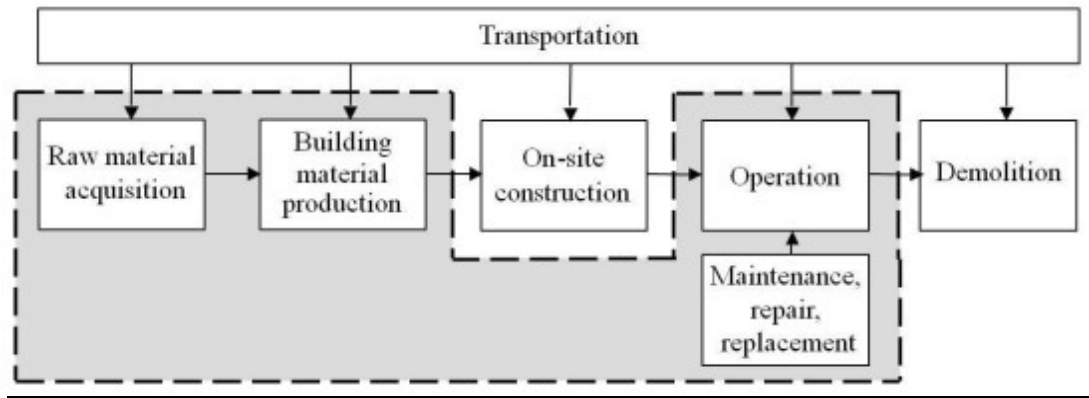 Transportation
Raw material
acquisition
Building
material
production
On-site
construction
Operation
Demolition
Maintenance,
repair,
replacement